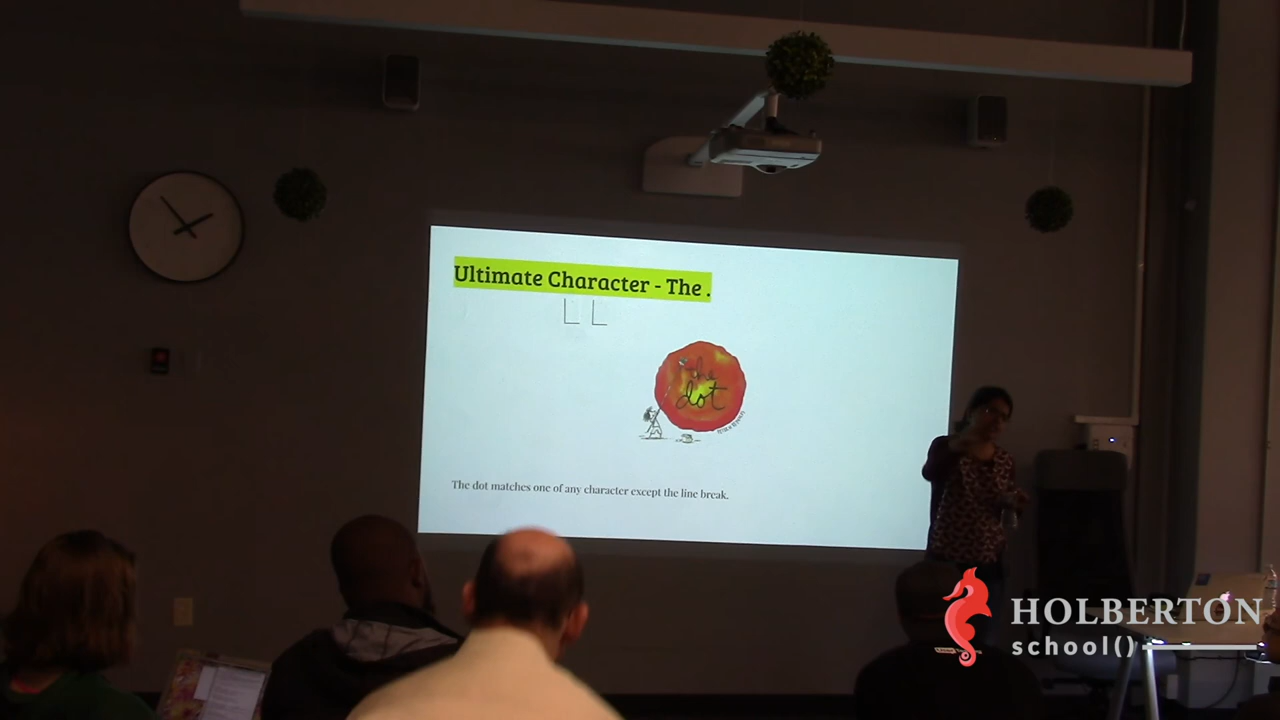 Ultimate Character - The .
the
dot
The dot matches one of any character except the line break.
HOLBERTON
school()